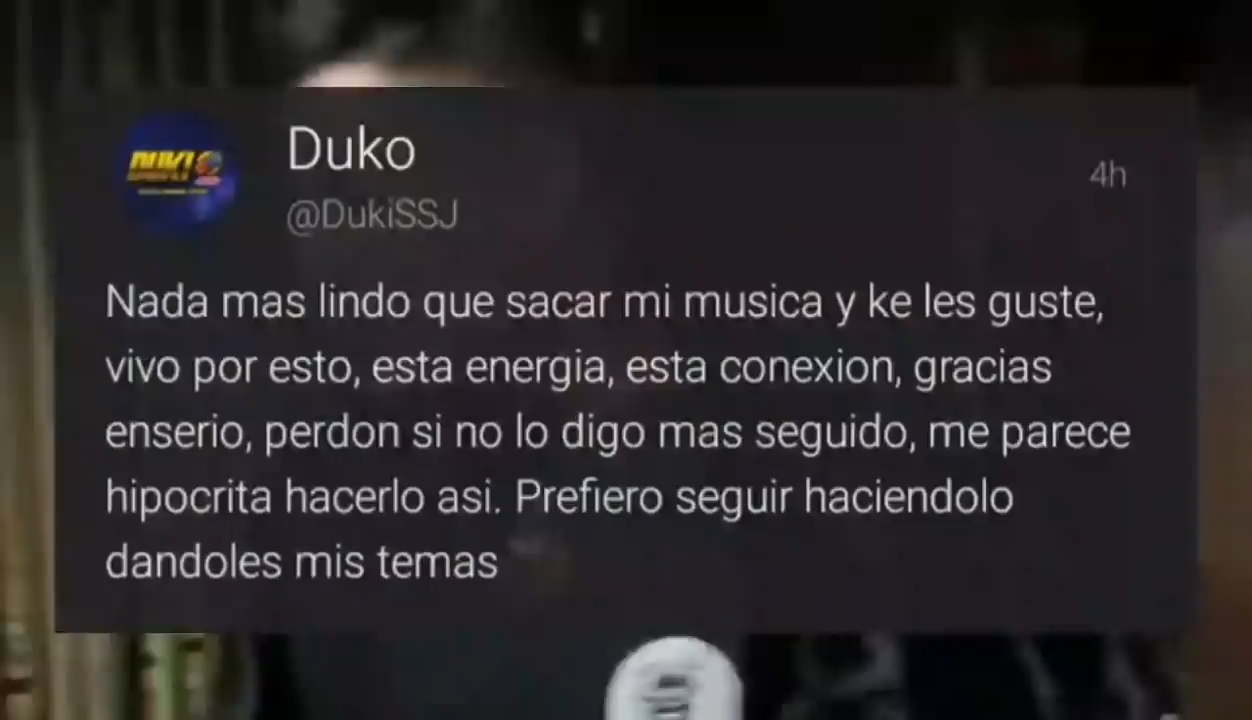 DUKI
Duko
@DukiSSJ
4h
Nada mas lindo que sacar mi musica y ke les guste,
vivo por esto, esta energia, esta conexion, gracias
enserio, perdon si no lo digo mas seguido, me parece
hipocrita hacerlo asi. Prefiero seguir haciendolo
dandoles mis temas